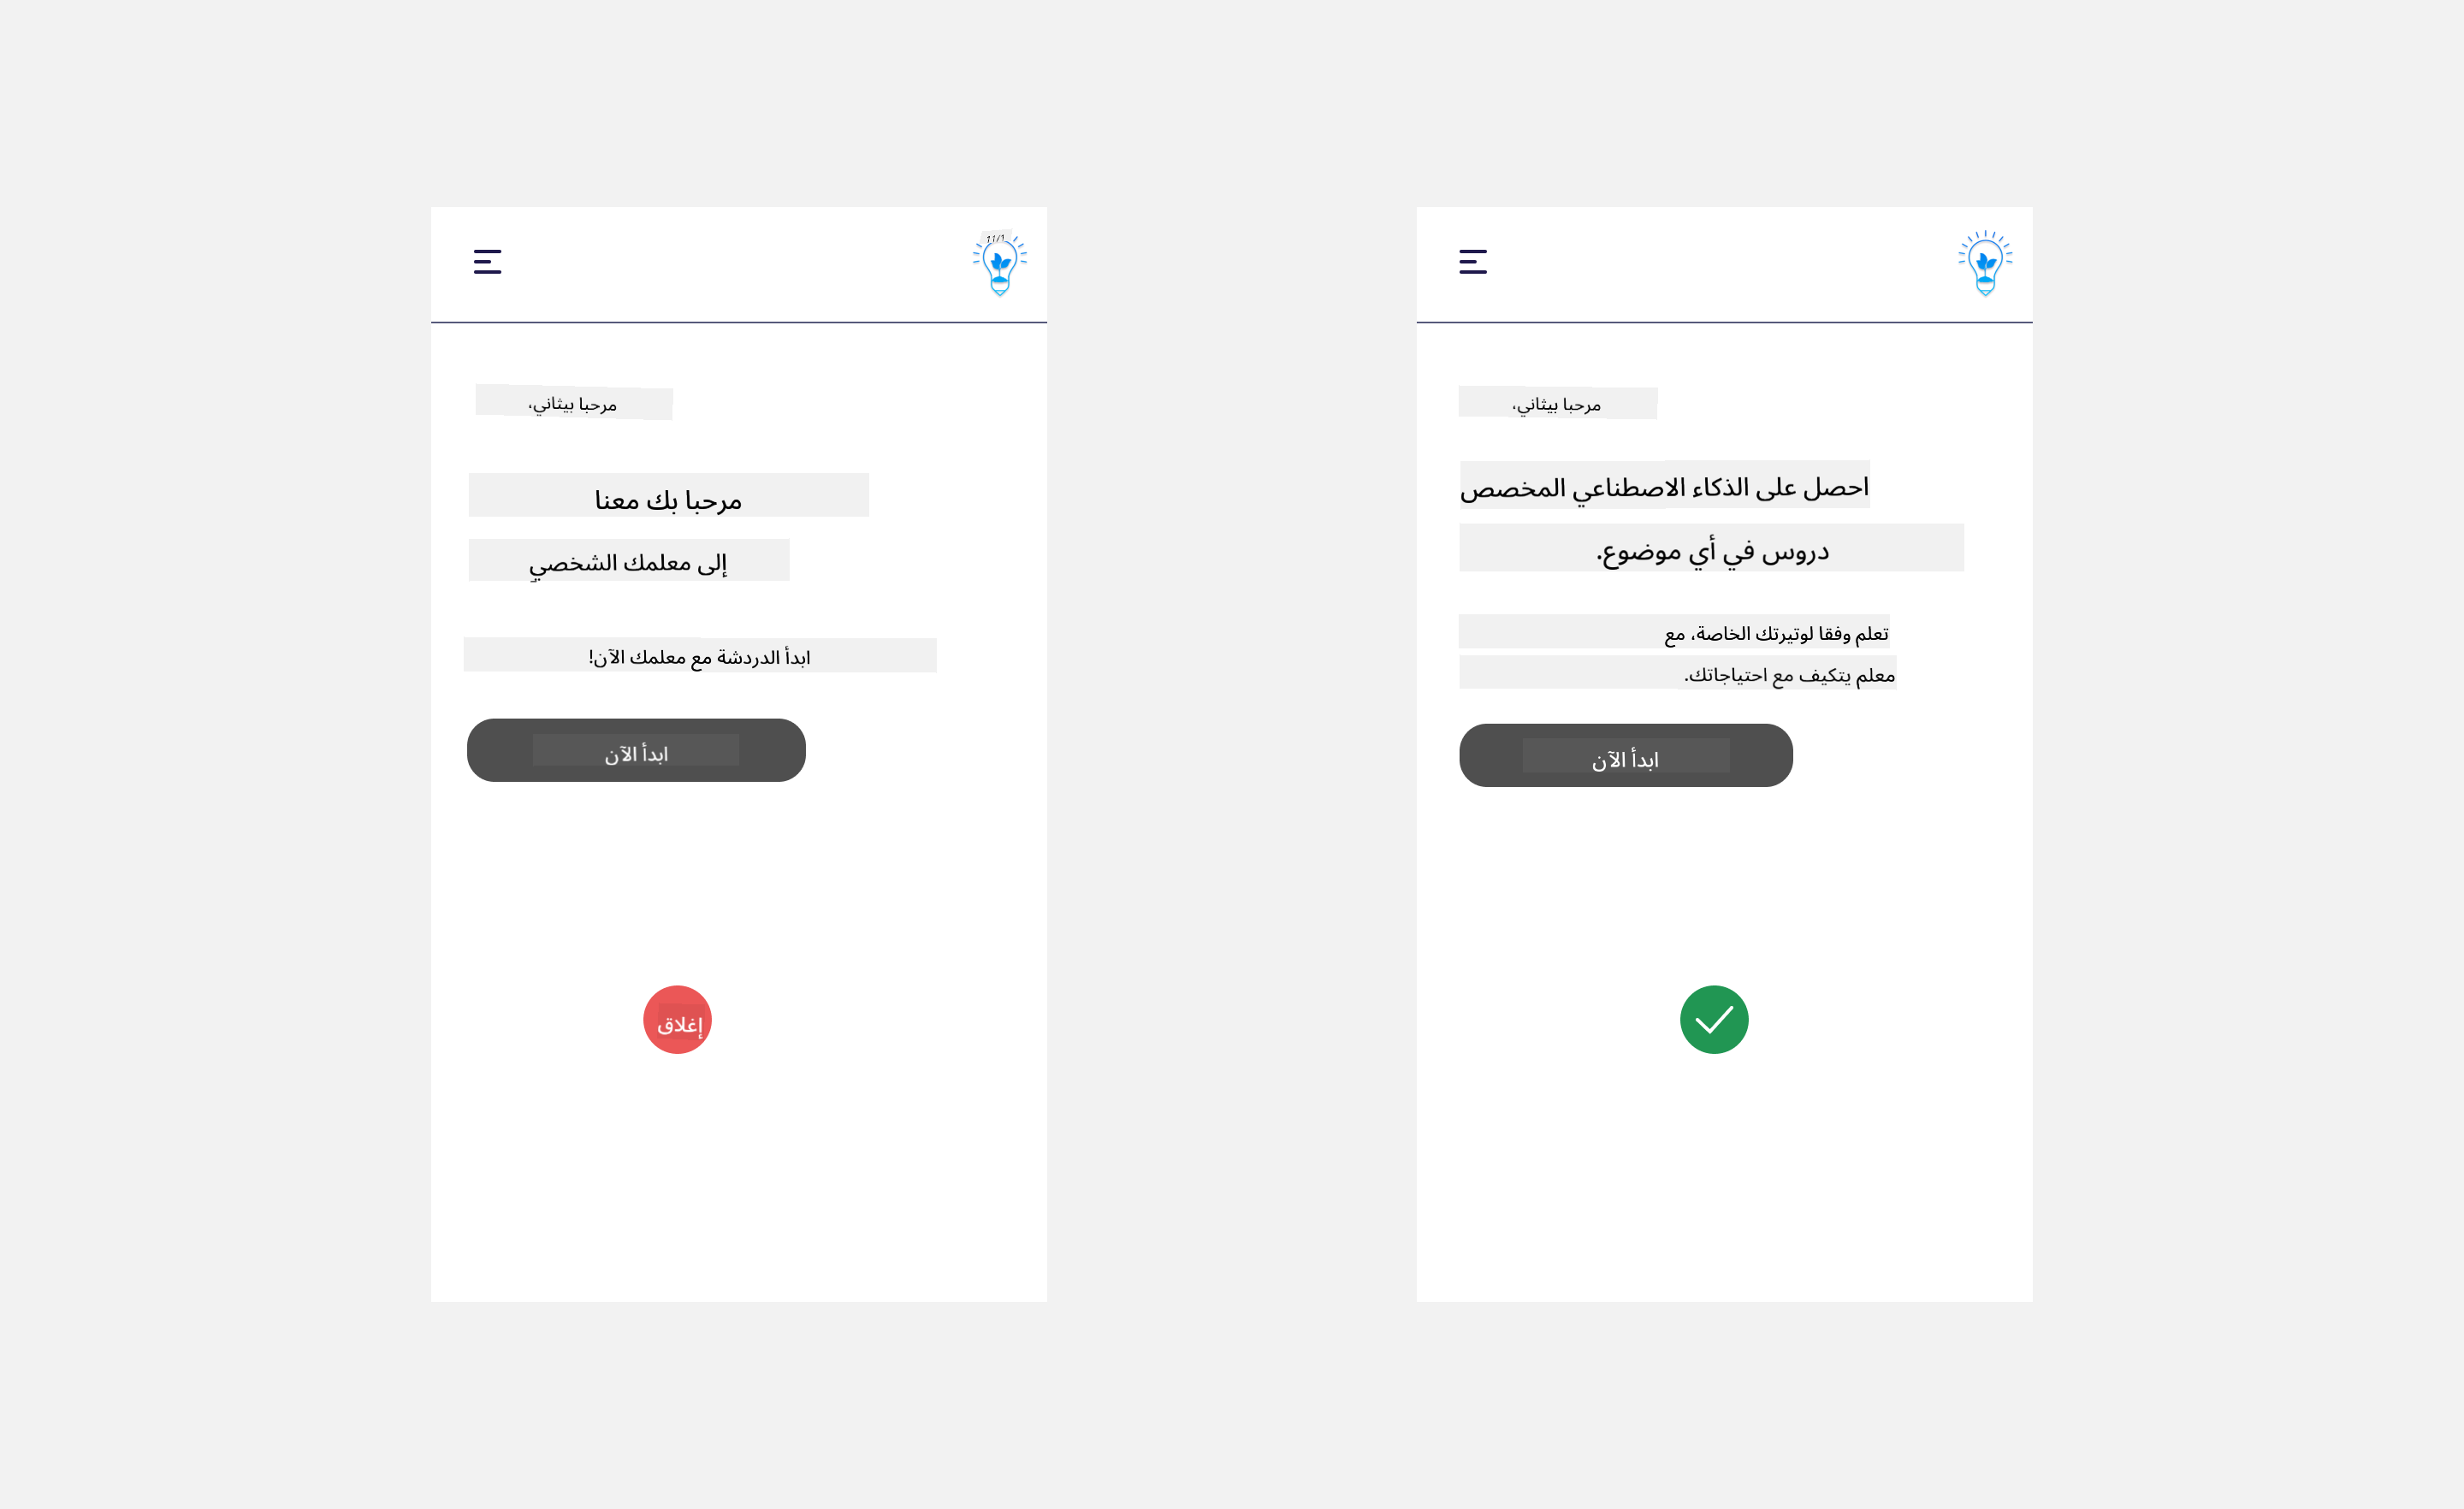 مرحبا بيثاني،
مرحبا بك معنا
إلى معلمك الشخصي
ابدأ الدردشة مع معلمك الآن!
ابدأ الآن
إغلاق
مرحبا بيثاني،
احصل على الذكاء الاصطناعي المخصص
دروس في أي موضوع.
تعلم وفقا لوتيرتك الخاصة، مع
معلم يتكيف مع احتياجاتك.
ابدأ الآن